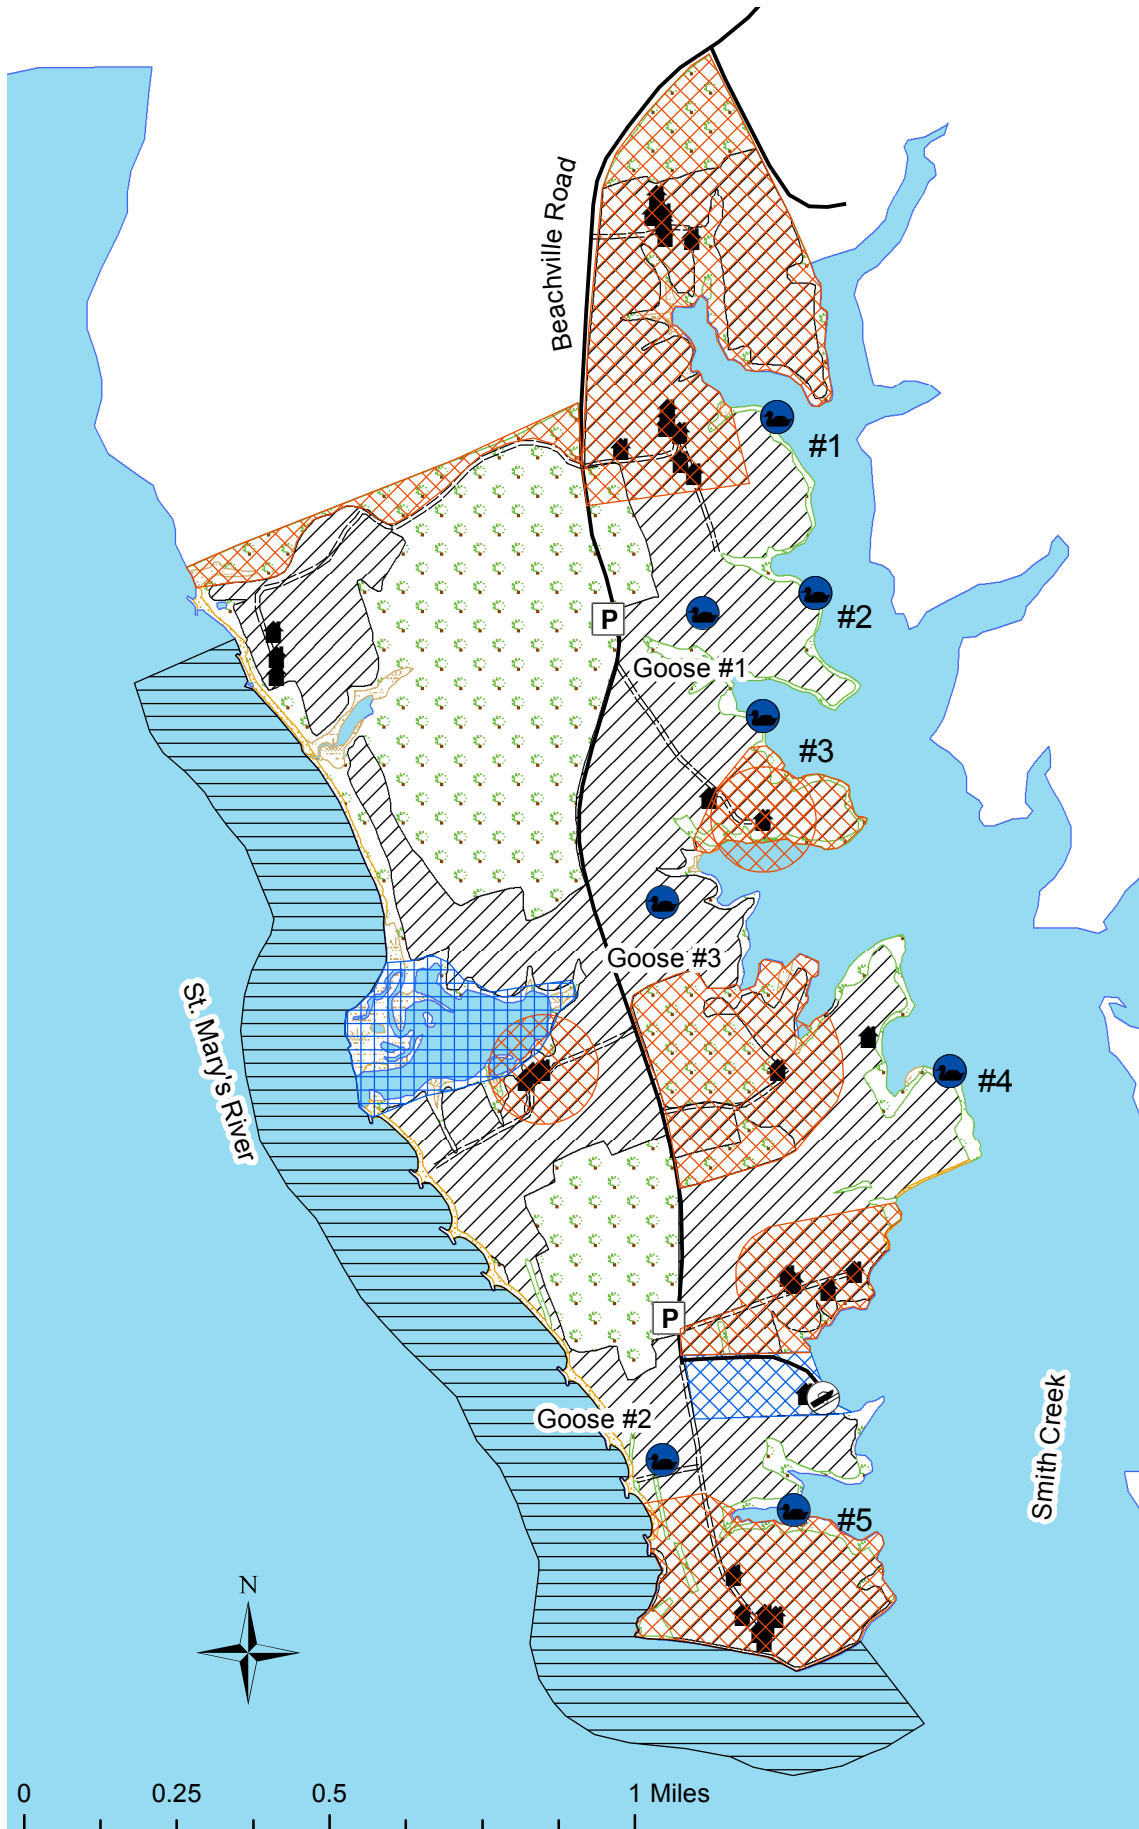 Beachville Road
#1
P
#2
Goose #1
#3
Goose #3
St. Mary's River
#4
P
Goose #2
Smith Creek
#5
N
0 0.25 0.5 1 Miles